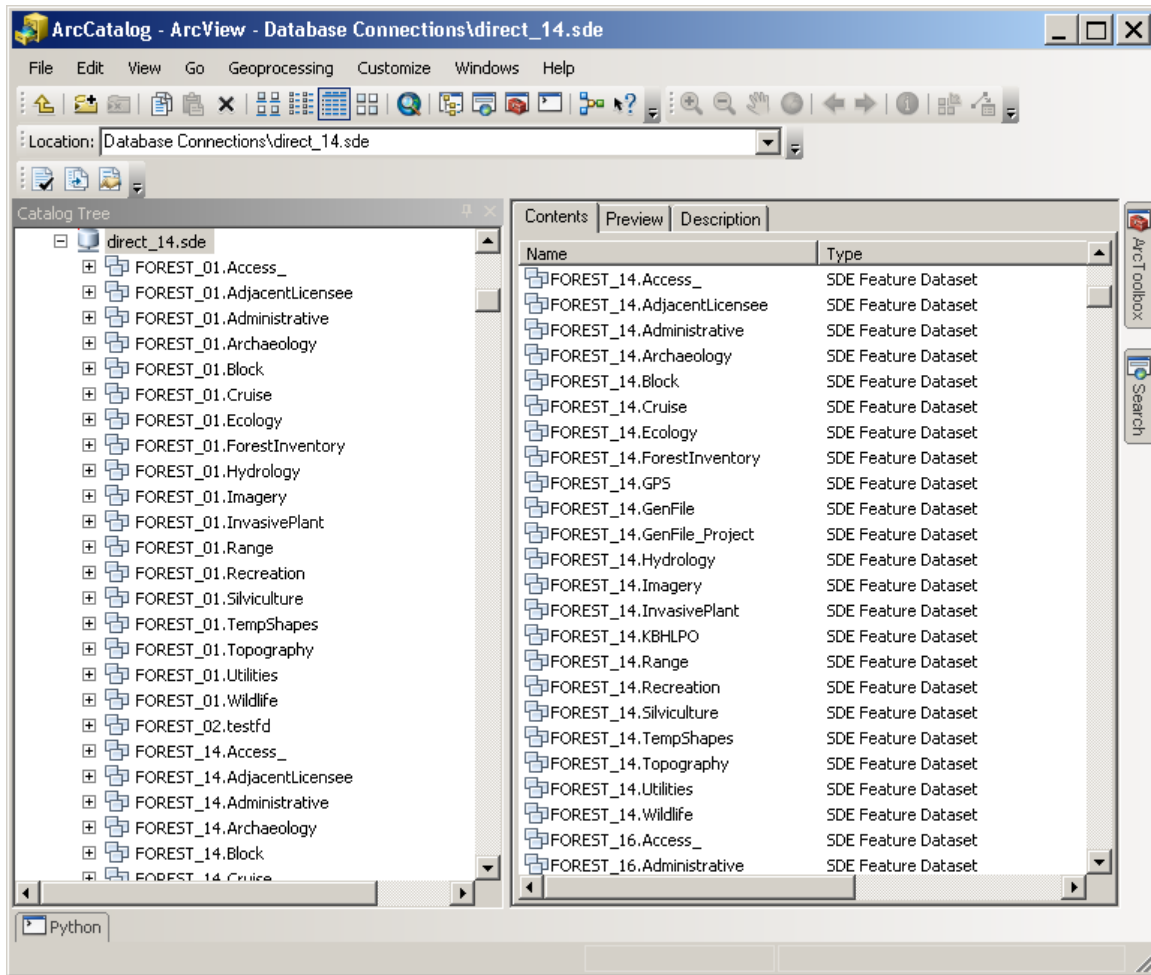 ArcCatalog - ArcView - Database Connections\direct_14.sde
File Edit View Go Geoprocessing Customize Windows Help
Location: Database Connections\direct_14.sde
Catalog Tree
direct_14.sde
FOREST_01.Access_
FOREST_01.AdjacentLicensee
FOREST_01.Administrative
FOREST_01.Archaeology
FOREST_01.Block
FOREST_01.Cruise
FOREST_01.Ecology
FOREST_01.ForestInventory
FOREST_01.Hydrology
FOREST_01.Imagery
FOREST_01.InvasivePlant
FOREST_01.Range
FOREST_01.Recreation
FOREST_01.Silviculture
FOREST_01.TempShapes
FOREST_01.Topography
FOREST_01.Utilities
FOREST_01.Wildlife
FOREST_02.testfd
FOREST_14.Access_
FOREST_14.AdjacentLicensee
FOREST_14.Administrative
FOREST_14.Archaeology
FOREST_14.Block
FOREST_14.Cruise
Contents Preview Description
Name Type
FOREST_14.Access_ SDE Feature Dataset
FOREST_14.AdjacentLicensee SDE Feature Dataset
FOREST_14.Administrative SDE Feature Dataset
FOREST_14.Archaeology SDE Feature Dataset
FOREST_14.Block SDE Feature Dataset
FOREST_14.Cruise SDE Feature Dataset
FOREST_14.Ecology SDE Feature Dataset
FOREST_14.ForestInventory SDE Feature Dataset
FOREST_14.GPS SDE Feature Dataset
FOREST_14.GenFile SDE Feature Dataset
FOREST_14.GenFile_Project SDE Feature Dataset
FOREST_14.Hydrology SDE Feature Dataset
FOREST_14.Imagery SDE Feature Dataset
FOREST_14.InvasivePlant SDE Feature Dataset
FOREST_14.KBHLPO SDE Feature Dataset
FOREST_14.Range SDE Feature Dataset
FOREST_14.Recreation SDE Feature Dataset
FOREST_14.Silviculture SDE Feature Dataset
FOREST_14.TempShapes SDE Feature Dataset
FOREST_14.Topography SDE Feature Dataset
FOREST_14.Utilities SDE Feature Dataset
FOREST_14.Wildlife SDE Feature Dataset
FOREST_16.Access_ SDE Feature Dataset
FOREST_16.Administrative SDE Feature Dataset
ArcToolbox
Search
Python